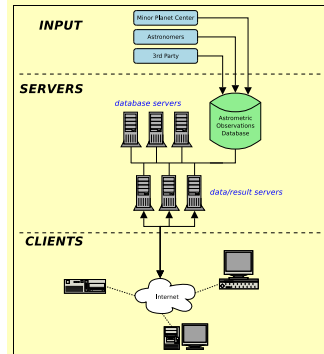 INPUT
Minor Planet Center
Astronomers
3rd Party
SERVERS
database servers
Astrometric
Observations
Database
data/result servers
CLIENTS
Internet